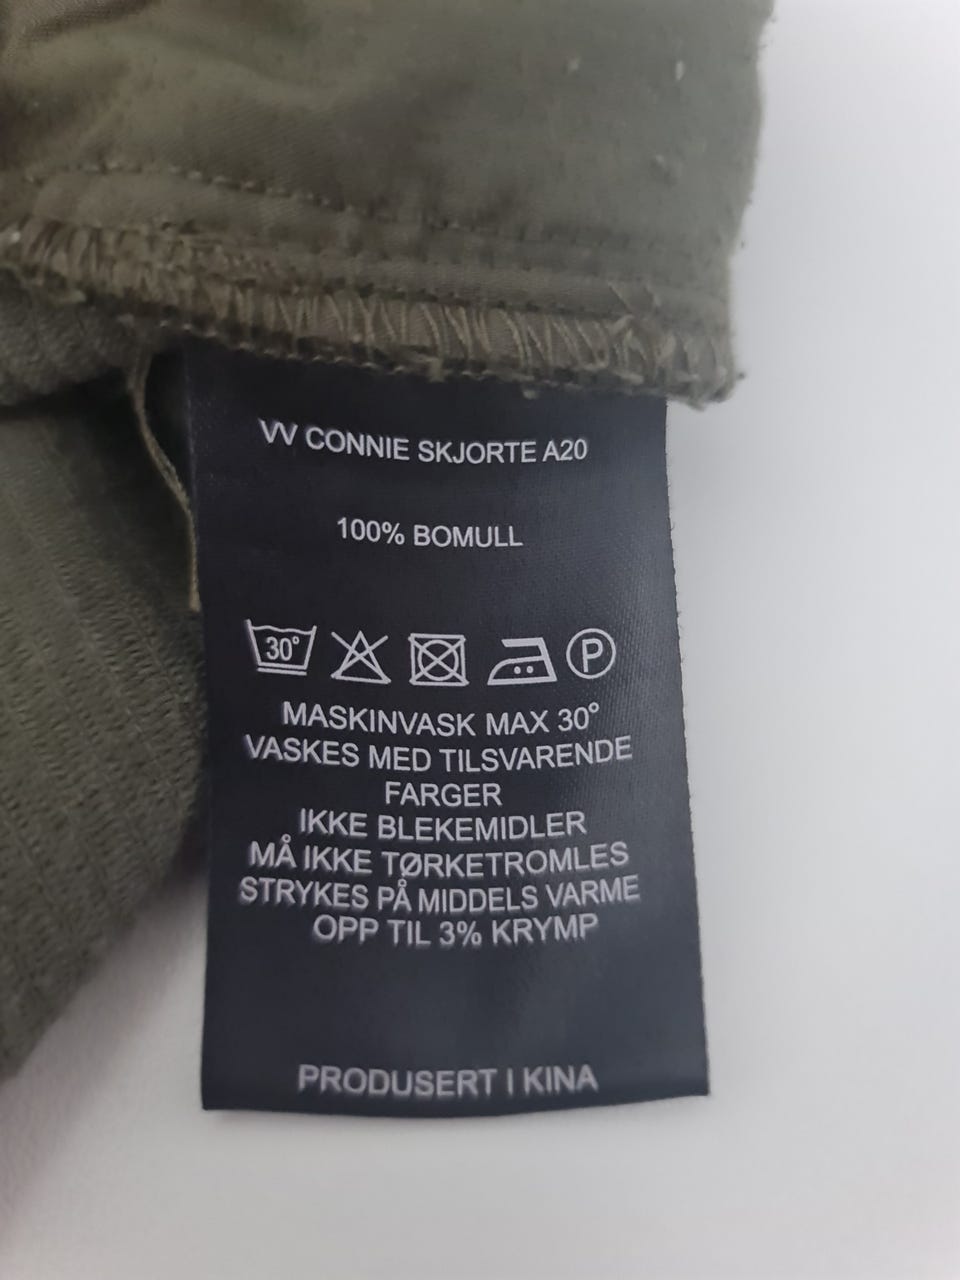 VV CONNIE SKJORTE A20
100% BOMULL
30° P
MASKINVASK MAX 30°
VASKES MED TILSVARENDE
FARGER
IKKE BLEKEMIDLER
MÅ IKKE TØRKETROMLES
STRYKES PÅ MIDDELS VARME
OPP TIL 3% KRYMP
PRODUSERT I KINA